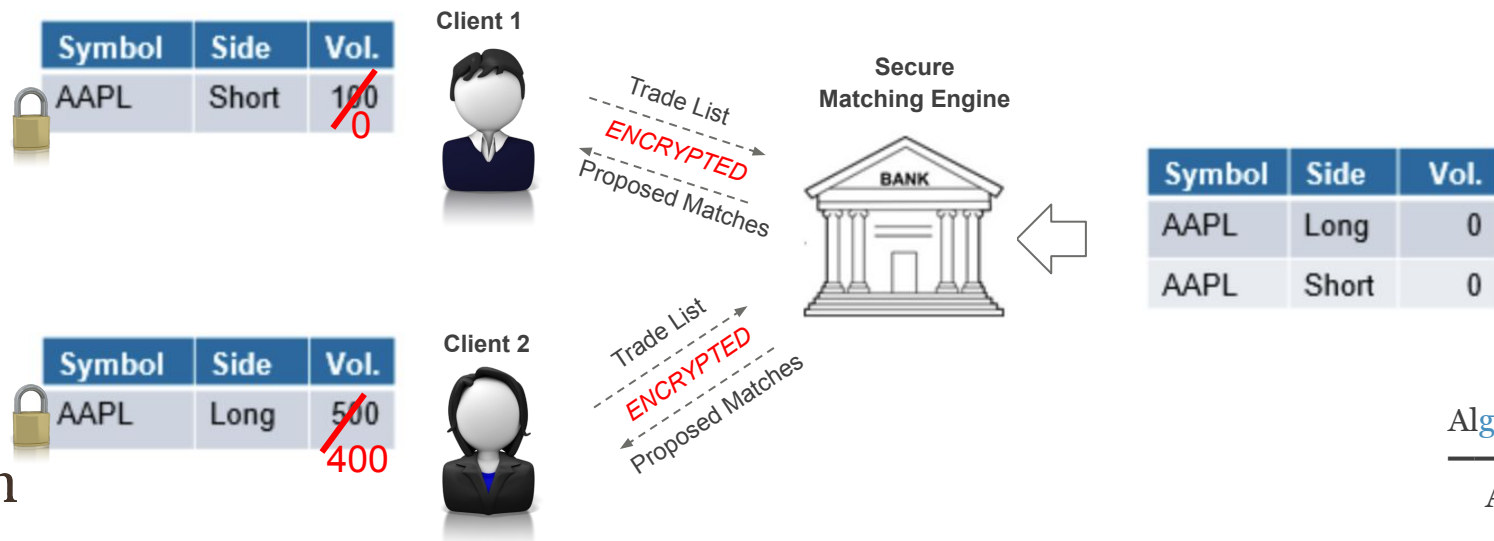 Client 1
Symbol Side Vol.
AAPL Short 100
0
Trade List
ENCRYPTED
Proposed Matches
Secure
Matching Engine
BANK
Symbol Side Vol.
AAPL Long 0
AAPL Short 0
Client 2
Symbol Side Vol.
AAPL Long 500
400
Trade List
ENCRYPTED
Proposed Matches
n
Alg
A